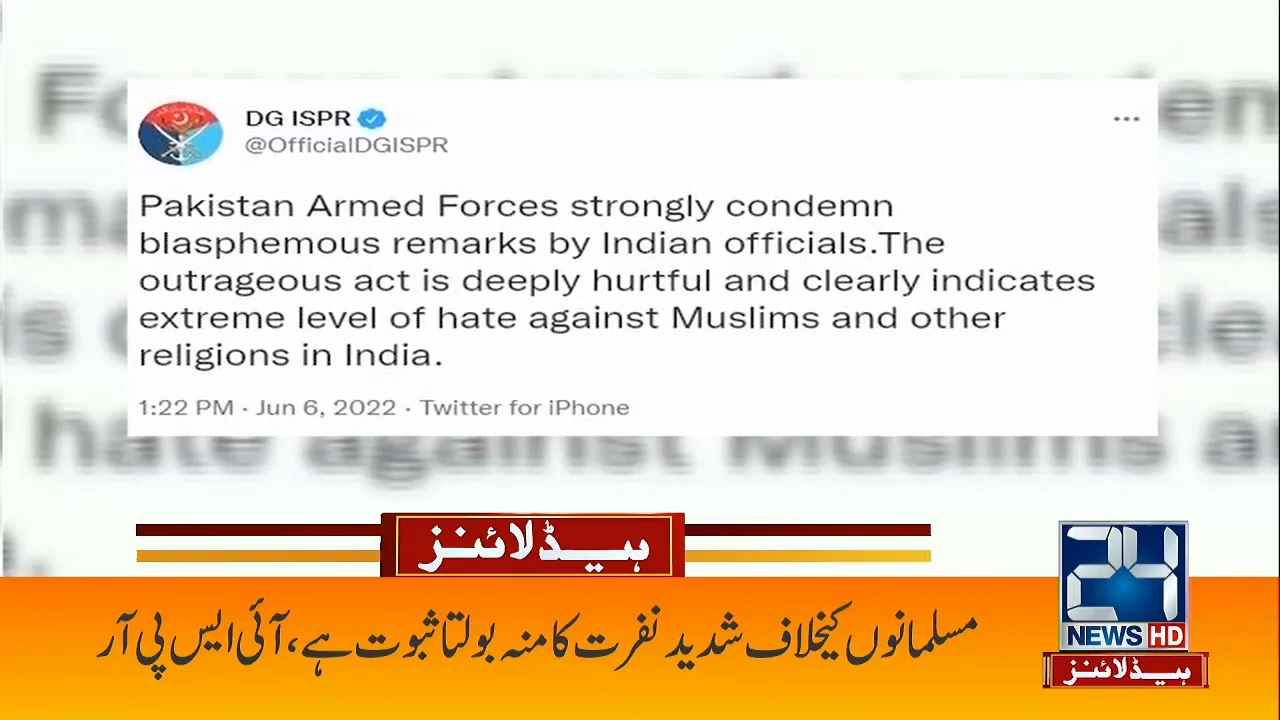 DG ISPR
@OfficialDGISPR
Pakistan Armed Forces strongly condemn
blasphemous remarks by Indian officials.The
outrageous act is deeply hurtful and clearly indicates
extreme level of hate against Muslims and other
religions in India.
1:22 PM · Jun 6, 2022 · Twitter for iPhone
ہیڈلائنز
مسلمانوں کیخلاف شدید نفرت کا منہ بولتا ثبوت ہے، آئی ایس پی آر
24
NEWS HD
ہیڈلائنز